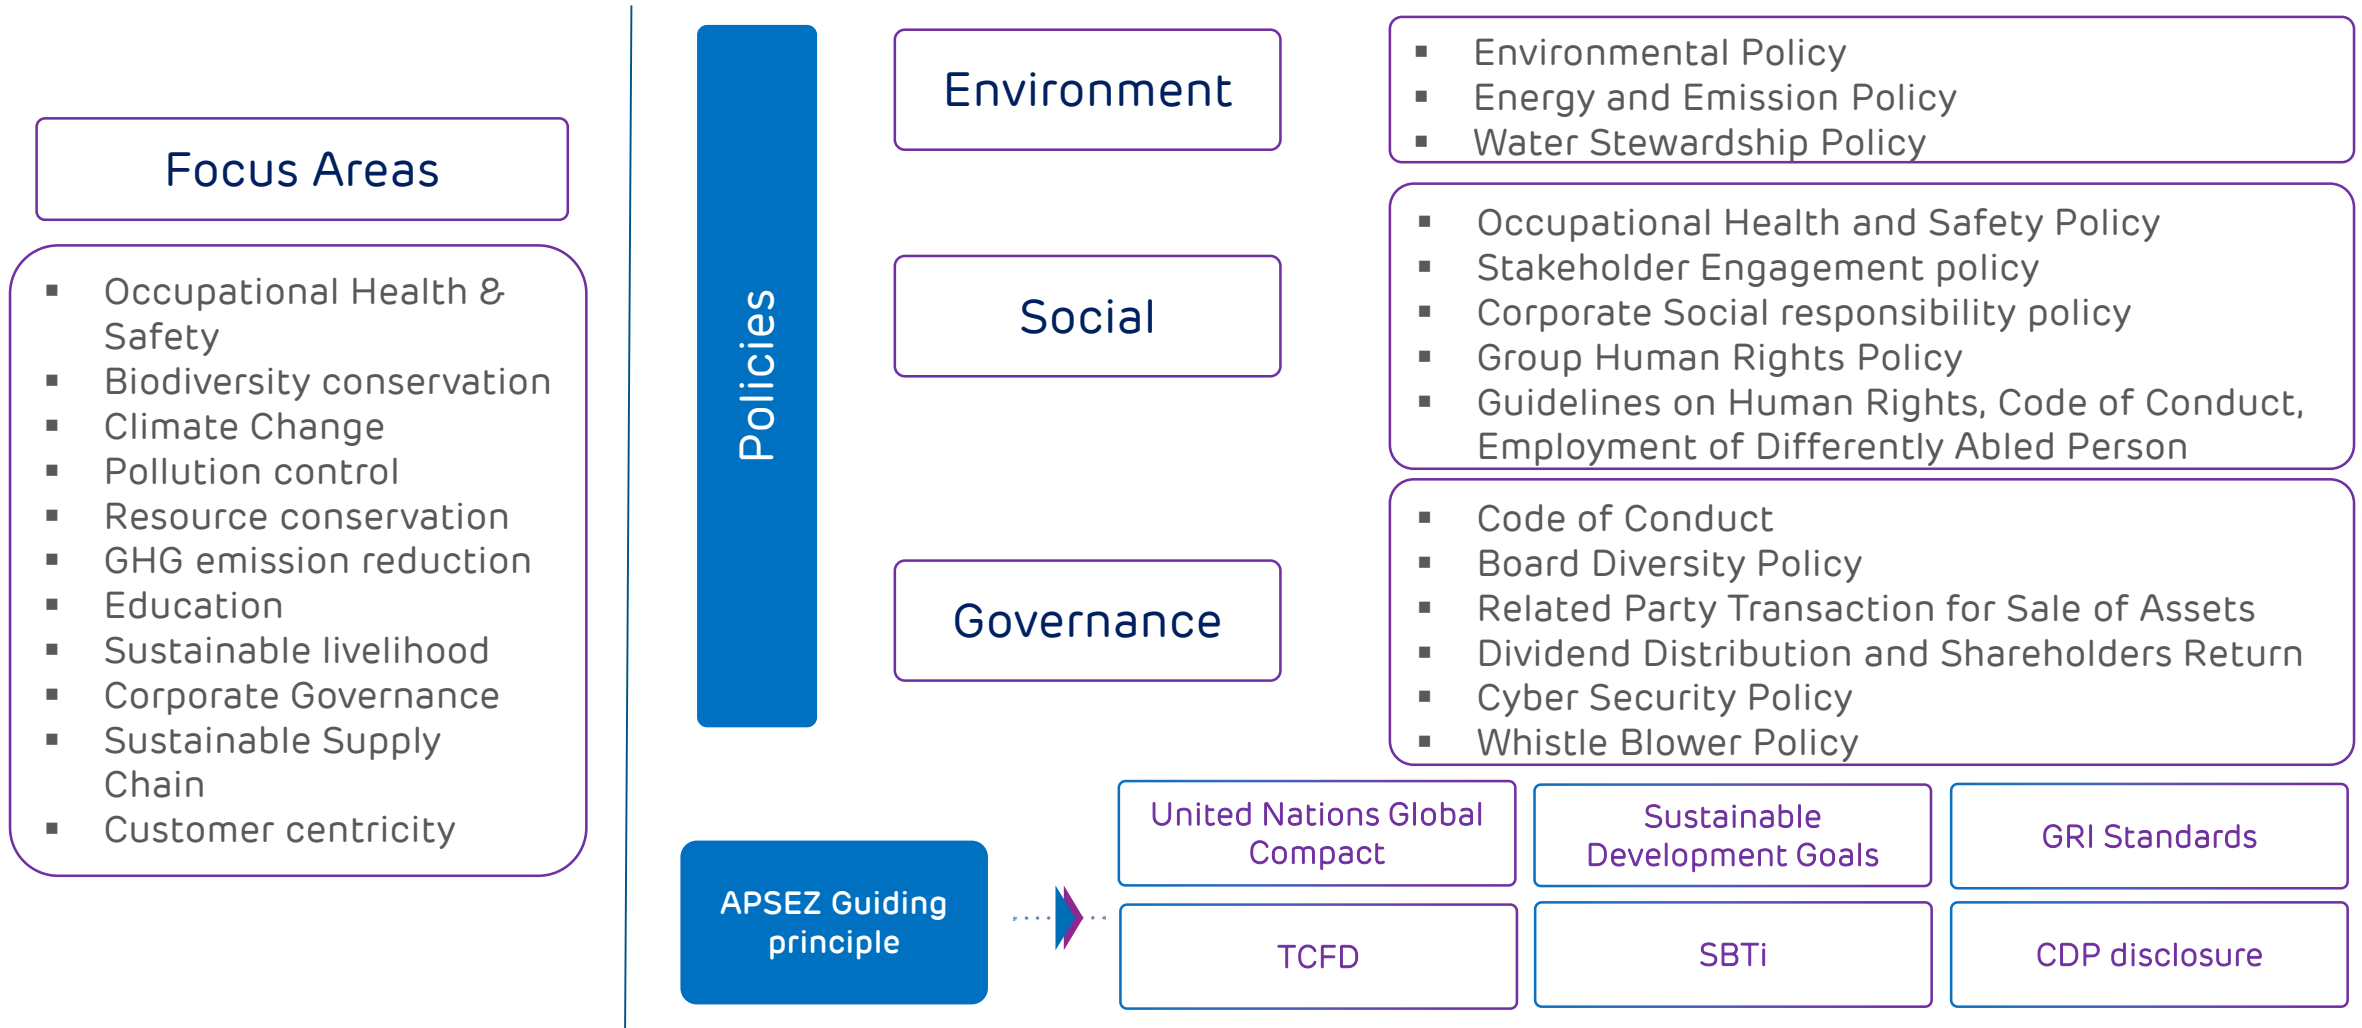 Focus Areas
▪ Occupational Health &
Safety
▪ Biodiversity conservation
▪ Climate Change
▪ Pollution control
▪ Resource conservation
▪ GHG emission reduction
▪ Education
▪ Sustainable livelihood
▪ Corporate Governance
▪ Sustainable Supply
Chain
▪ Customer centricity
Policies
Environment
▪ Environmental Policy
▪ Energy and Emission Policy
▪ Water Stewardship Policy
Social
▪ Occupational Health and Safety Policy
▪ Stakeholder Engagement policy
▪ Corporate Social responsibility policy
▪ Group Human Rights Policy
▪ Guidelines on Human Rights, Code of Conduct,
Employment of Differently Abled Person
Governance
▪ Code of Conduct
▪ Board Diversity Policy
▪ Related Party Transaction for Sale of Assets
▪ Dividend Distribution and Shareholders Return
▪ Cyber Security Policy
▪ Whistle Blower Policy
APSEZ Guiding
principle
United Nations Global
Compact
Sustainable
Development Goals
GRI Standards
TCFD
SBTi
CDP disclosure